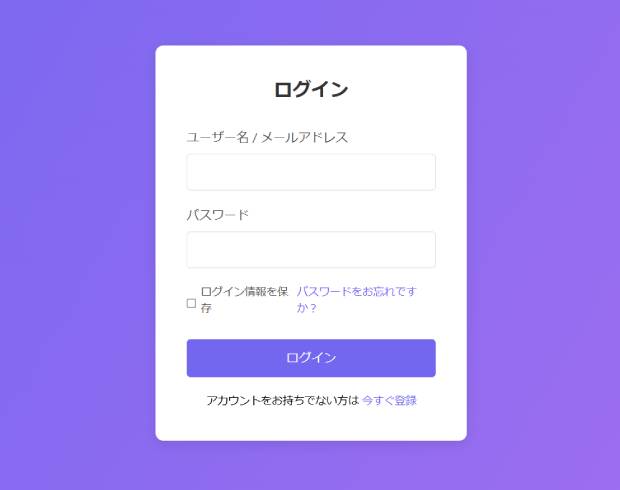 ログイン
ユーザー名 / メールアドレス
パスワード
ログイン情報を保
存
パスワードをお忘れです
か？
ログイン
アカウントをお持ちでない方は 今すぐ登録